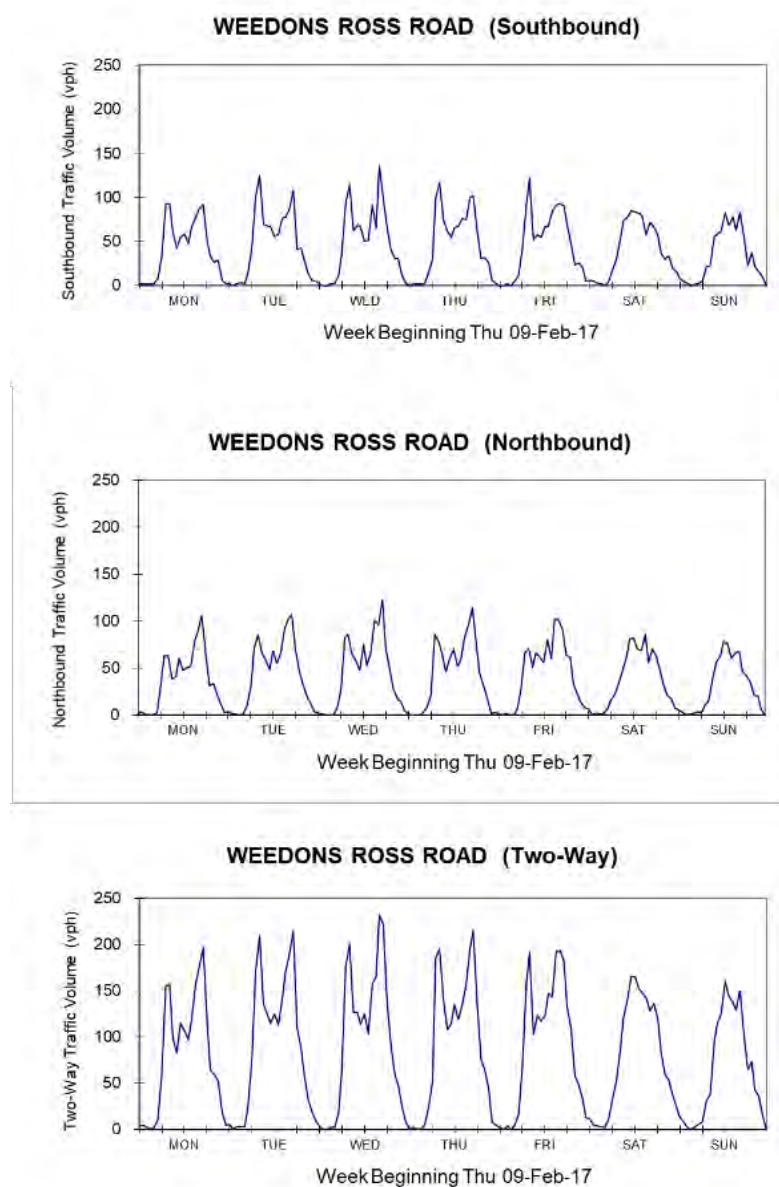 WEEDONS ROSS ROAD (Southbound)
Southbound Traffic Volume (vph)
250
200
150
100
50
0
MON TUE WED THU FRI SAT SUN
Week Beginning Thu 09-Feb-17
WEEDONS ROSS ROAD (Northbound)
Northbound Traffic Volume (vph)
250
200
150
100
50
0
MON TUE WED THU FRI SAT SUN
Week Beginning Thu 09-Feb-17
WEEDONS ROSS ROAD (Two-Way)
Two-Way Traffic Volume (vph)
250
200
150
100
50
0
MON TUE WED THU FRI SAT SUN
Week Beginning Thu 09-Feb-17